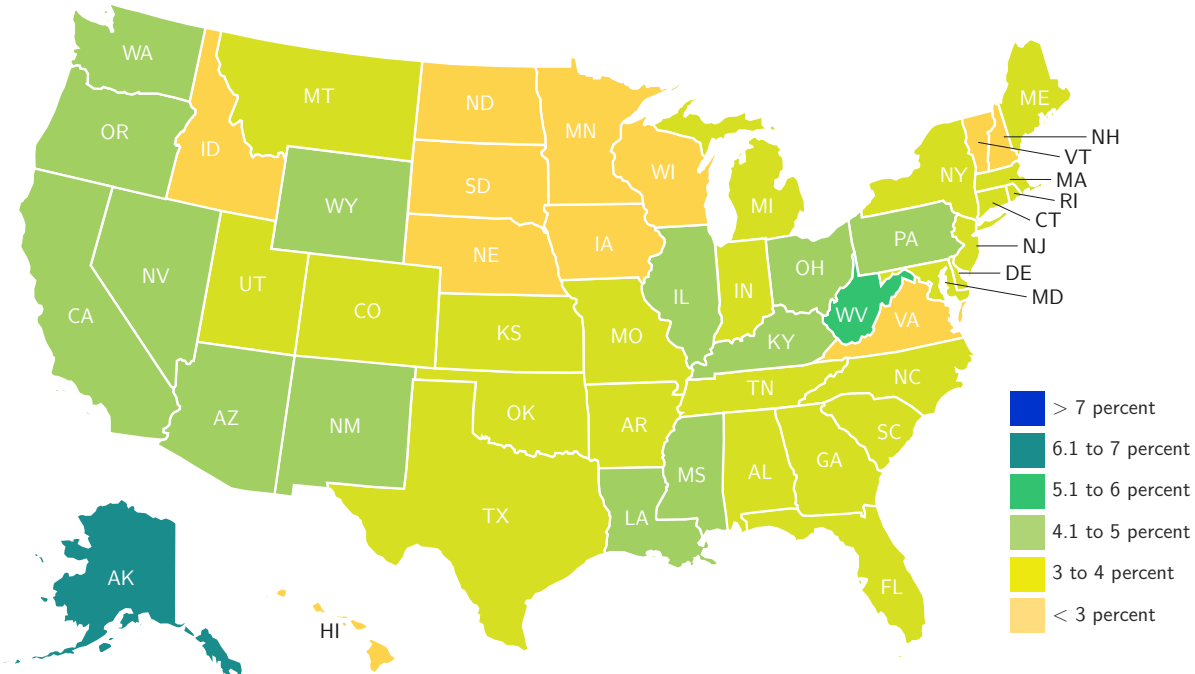 WA
MT
ND
ME
OR
MN
NH
ID
VT
WI
NY
MA
SD
RI
WY
MI
CT
PA
NJ
IA
NE
OH
NV
DE
UT
IN
IL
MD
CO
WV
CA
VA
KS
MO
KY
NC
TN
OK
AZ
NM
AR
SC
GA
AL
MS
TX
LA
AK
FL
HI
> 7 percent
6.1 to 7 percent
5.1 to 6 percent
4.1 to 5 percent
3 to 4 percent
< 3 percent